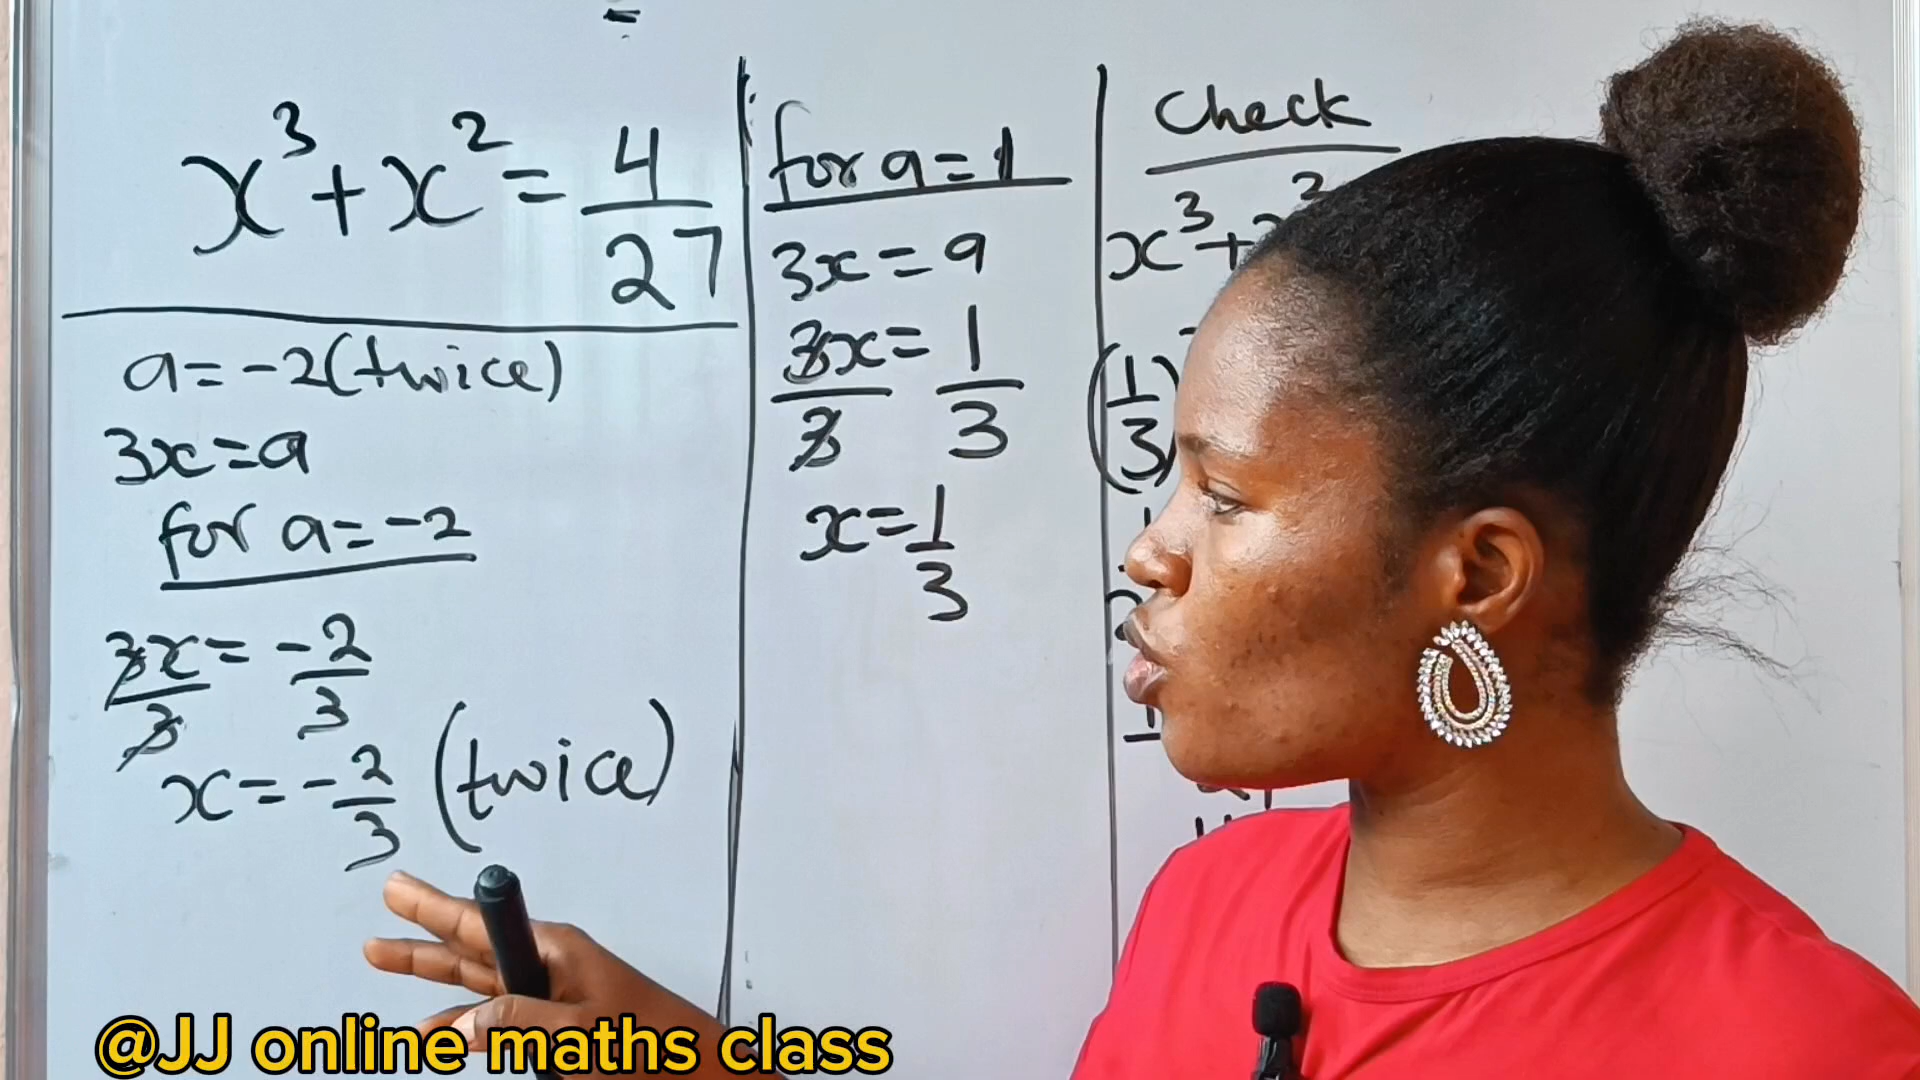 x³+x²=4/27
a=-2(twice)
3x=a
for a=-2
3x/3=-2/3
x=-2/3 (twice)
for a=1
3x=a
3x/3=1/3
x=1/3
Check
x³+
(1/3)
@JJ online maths class